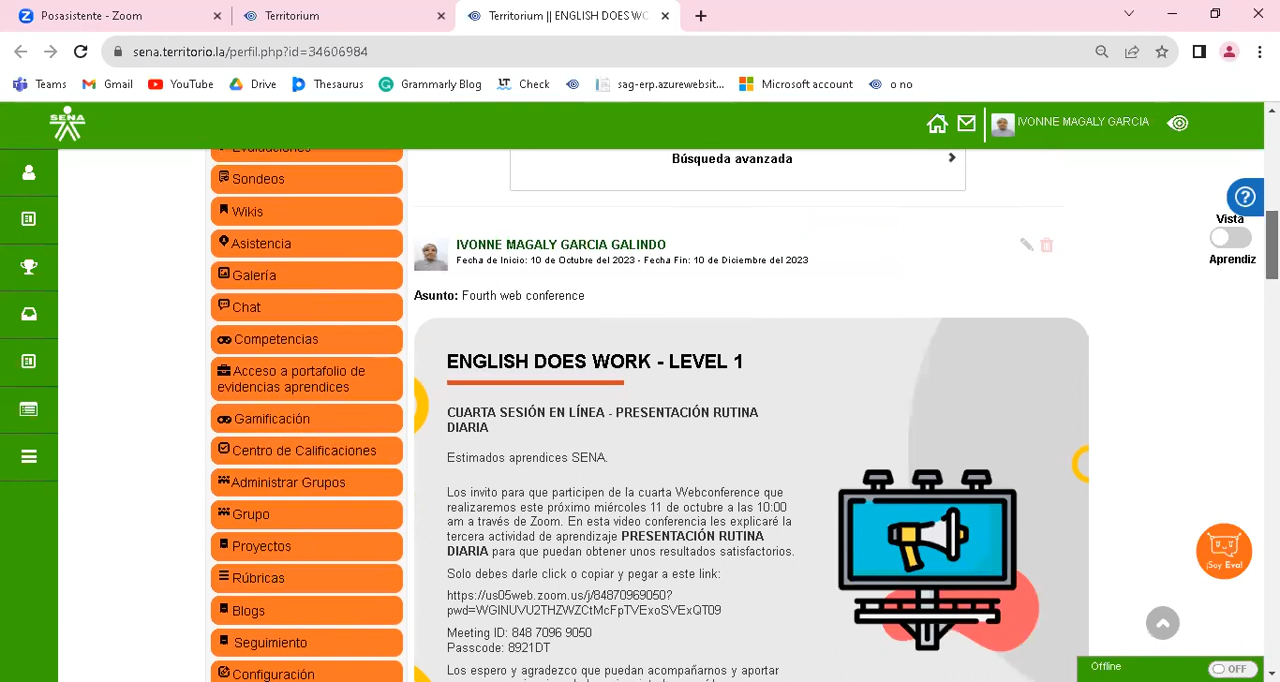 Posasistente - Zoom
Territorium
Territorium || ENGLISH DOES WO
sena.territorio.la/perfil.php?id=34606984
Teams
Gmail
YouTube
Drive
Thesaurus
Grammarly Blog
Check
sag-erp.azurewebsit...
Microsoft account
o no
SENA
IVONNE MAGALY GARCIA
Evaluaciones
Sondeos
Wikis
Asistencia
Galería
Chat
Competencias
Acceso a portafolio de
evidencias aprendices
Gamificación
Centro de Calificaciones
Administrar Grupos
Grupo
Proyectos
Rúbricas
Blogs
Seguimiento
Configuración
Búsqueda avanzada
IVONNE MAGALY GARCIA GALINDO
Fecha de Inicio: 10 de Octubre del 2023 - Fecha Fin: 10 de Diciembre del 2023
Asunto: Fourth web conference
ENGLISH DOES WORK - LEVEL 1
CUARTA SESIÓN EN LÍNEA - PRESENTACIÓN RUTINA
DIARIA
Estimados aprendices SENA.
Los invito para que participen de la cuarta Webconference que
realizaremos este próximo miércoles 11 de octubre a las 10:00
am a través de Zoom. En esta video conferencia les explicaré la
tercera actividad de aprendizaje PRESENTACIÓN RUTINA
DIARIA para que puedan obtener unos resultados satisfactorios.
Solo debes darle click o copiar y pegar a este link:
https://us05web.zoom.us/j/84870969050?
pwd=WGlNUVU2THZWZCtMcFpTVExoSVExQT09
Meeting ID: 848 7096 9050
Passcode: 8921DT
Los espero y agradezco que puedan acompañarnos y aportar
Vista
Aprendiz
¡Soy Eva!
Offline
OFF